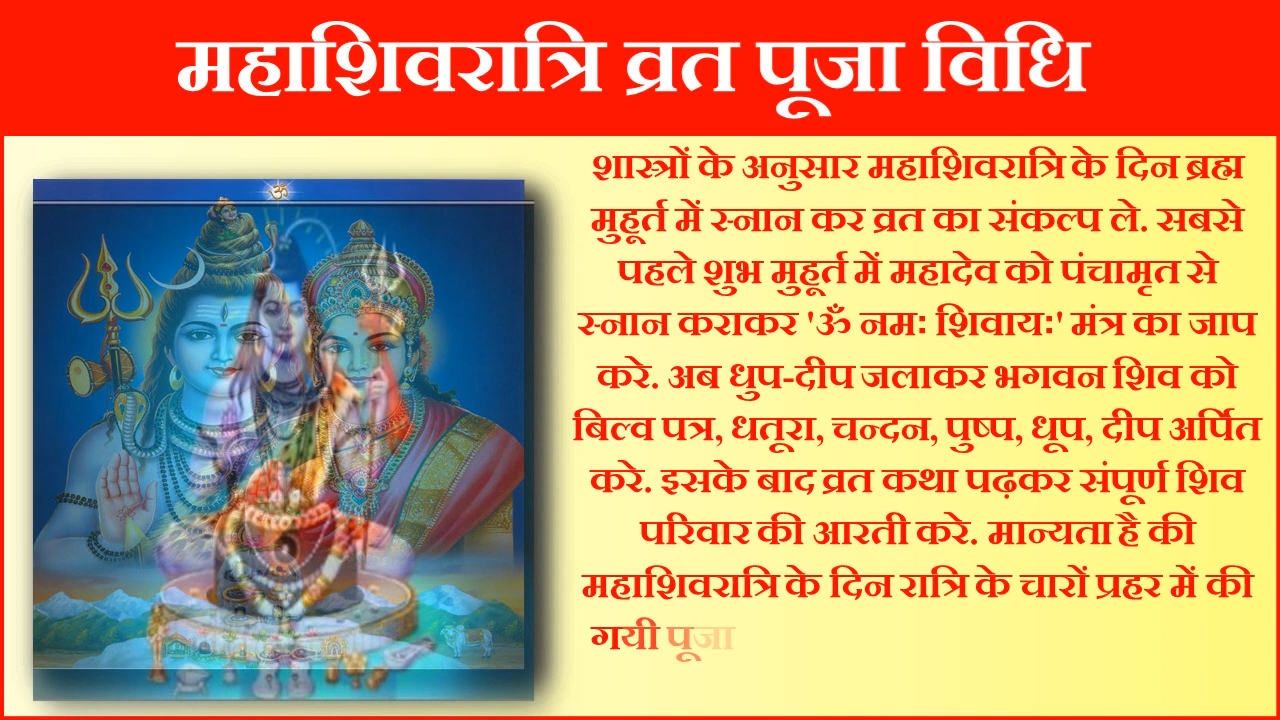 महाशिवरात्रि व्रत पूजा विधि
ॐ
शास्त्रों के अनुसार महाशिवरात्रि के दिन ब्रह्म
मुहूर्त में स्नान कर व्रत का संकल्प ले. सबसे
पहले शुभ मुहूर्त में महादेव को पंचामृत से
स्नान कराकर 'ॐ नमः शिवायः' मंत्र का जाप
करे. अब धुप-दीप जलाकर भगवन शिव को
बिल्व पत्र, धतूरा, चन्दन, पुष्प, धूप, दीप अर्पित
करे. इसके बाद व्रत कथा पढ़कर संपूर्ण शिव
परिवार की आरती करे. मान्यता है की
महाशिवरात्रि के दिन रात्रि के चारों प्रहर में की
गयी पूजा